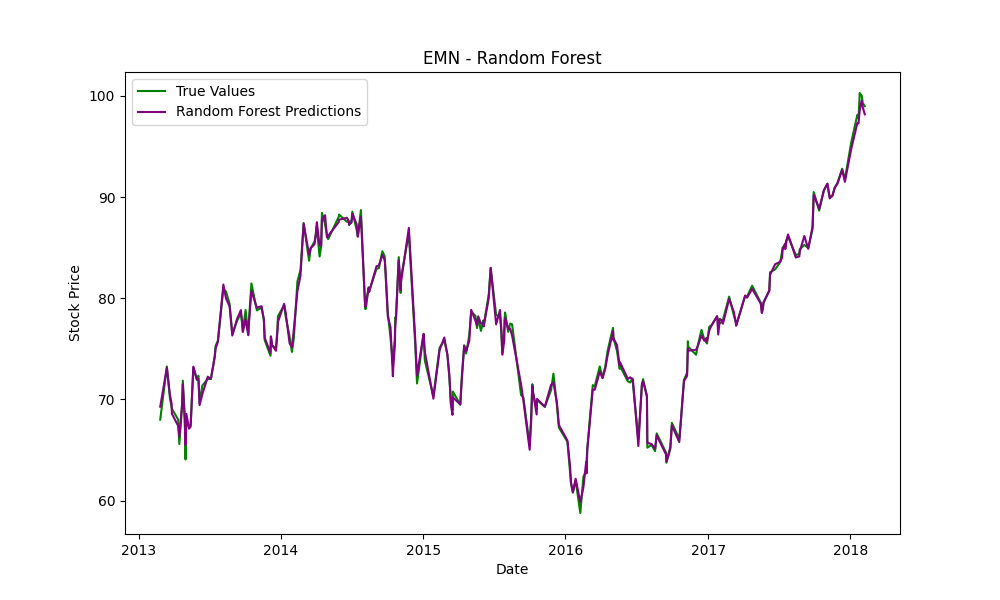 EMN - Random Forest
True Values
Random Forest Predictions
Stock Price
100
90
80
70
60
2013 2014 2015 2016 2017 2018
Date